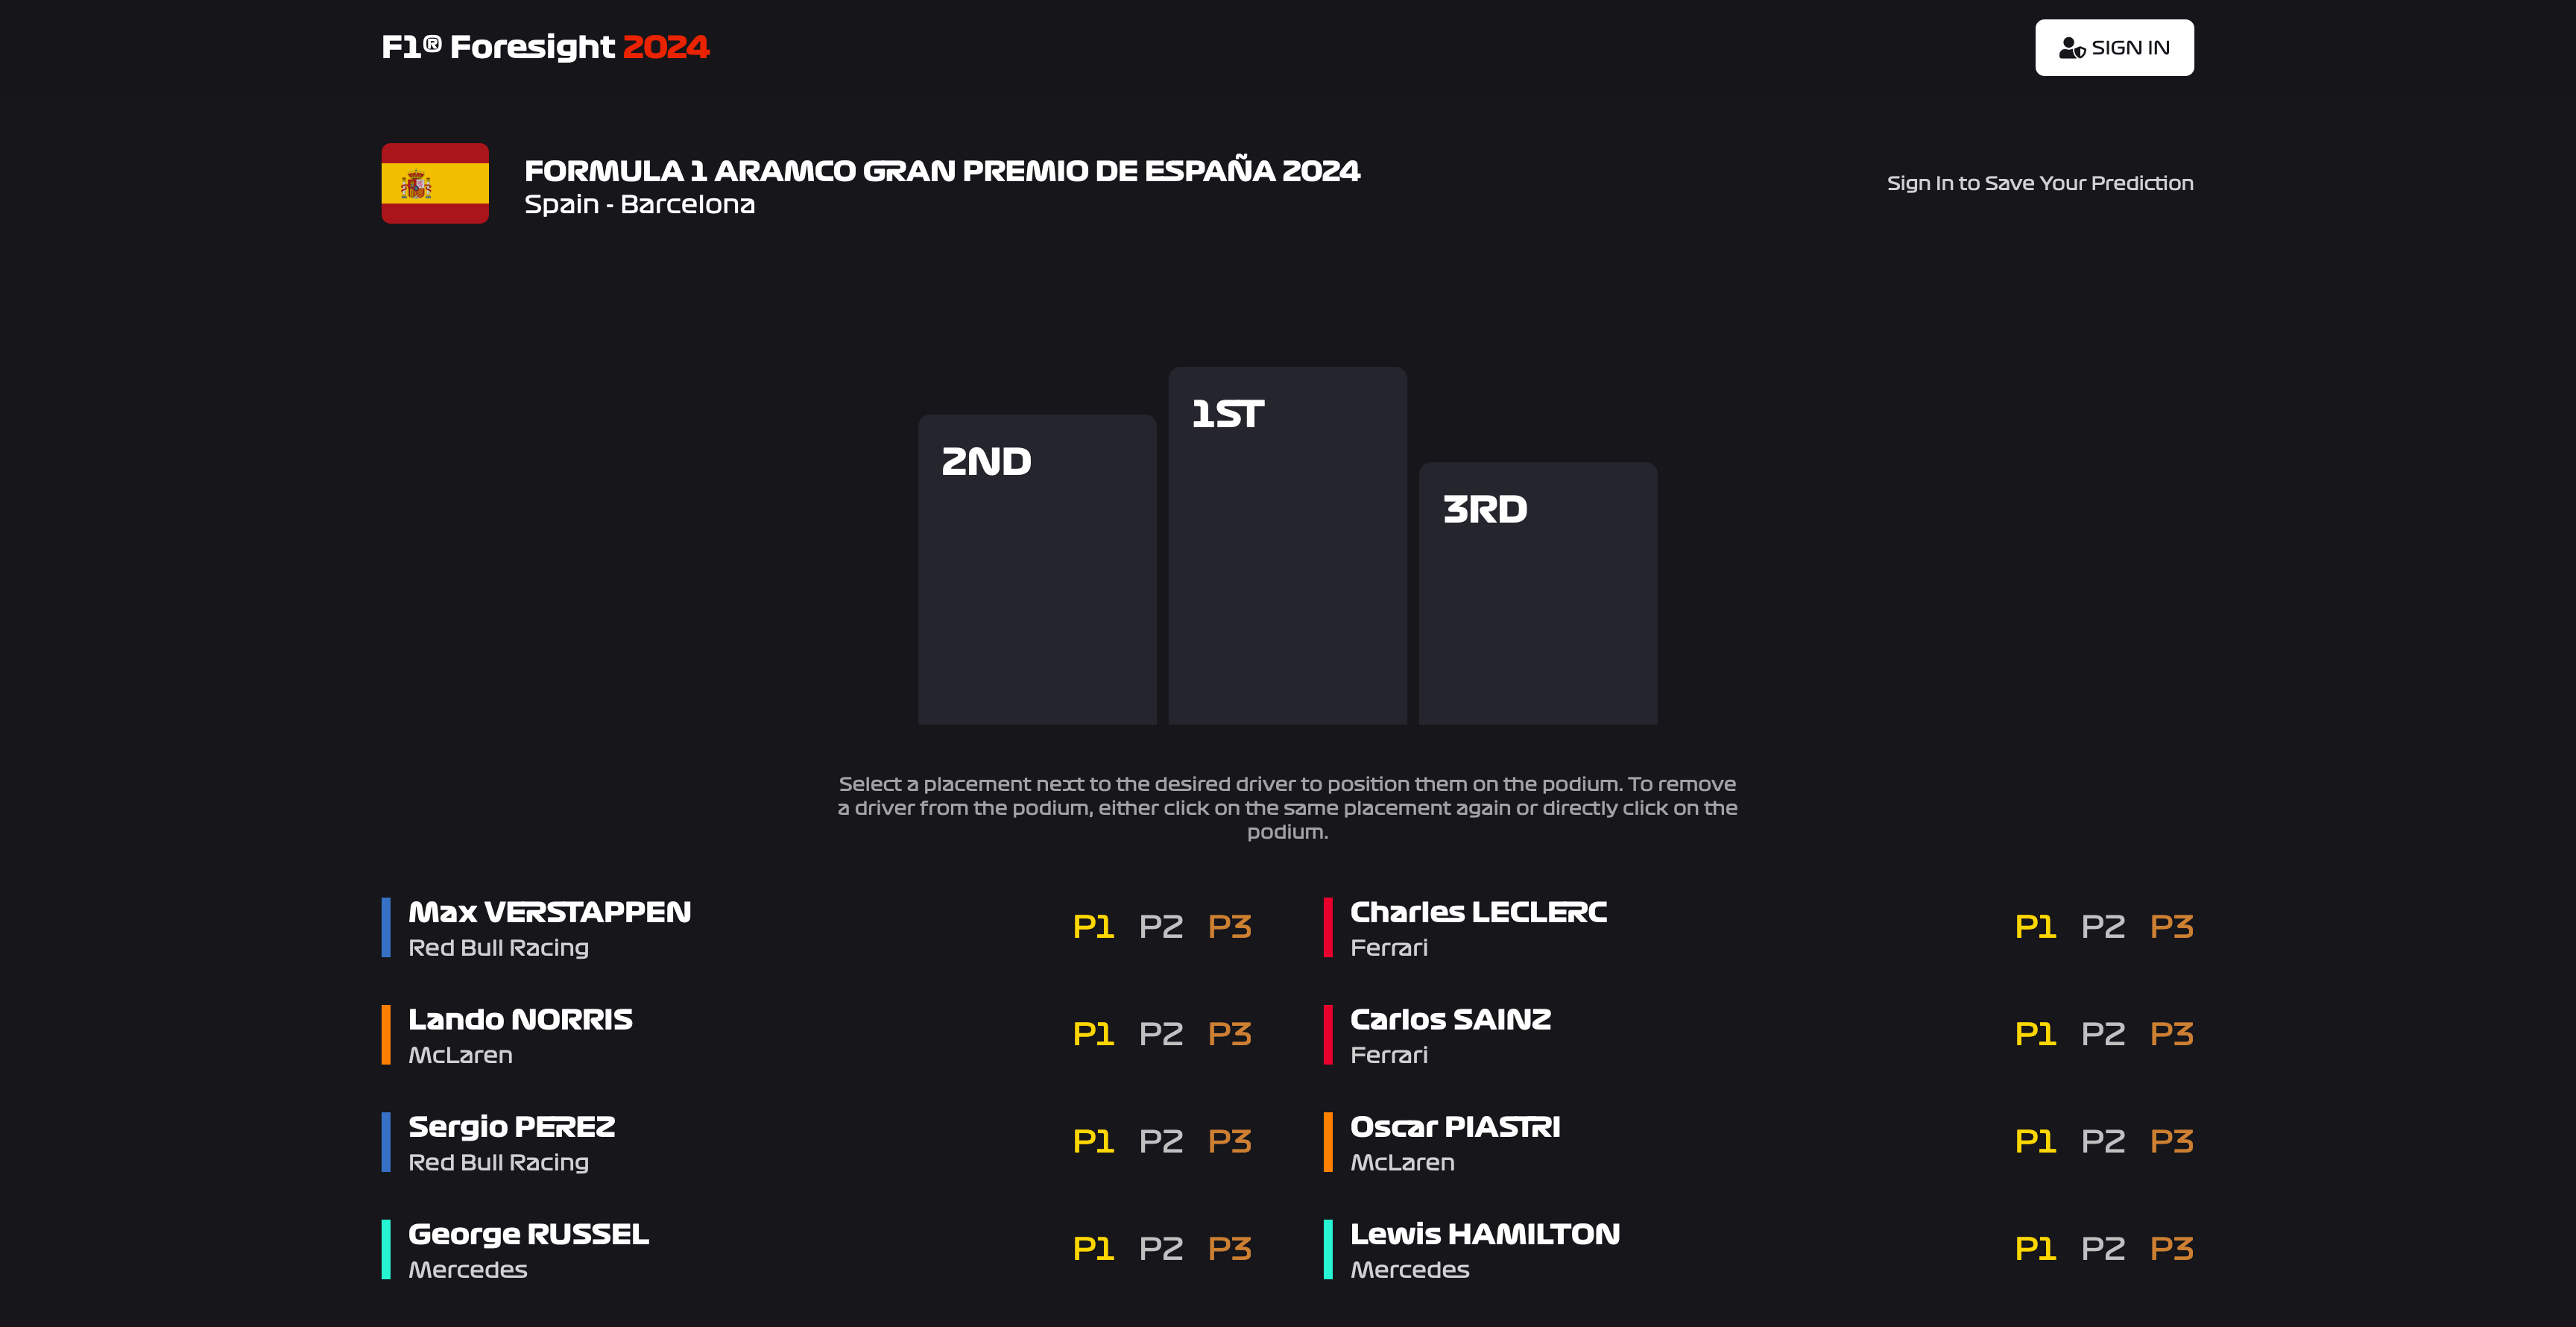 F1® Foresight 2024
SIGN IN
FORMULA 1 ARAMCO GRAN PREMIO DE ESPAÑA 2024
Spain - Barcelona
Sign In to Save Your Prediction
1ST
2ND
3RD
Select a placement next to the desired driver to position them on the podium. To remove
a driver from the podium, either click on the same placement again or directly click on the
podium.
Max VERSTAPPEN
Red Bull Racing
P1 P2 P3
Charles LECLERC
Ferrari
P1 P2 P3
Lando NORRIS
McLaren
P1 P2 P3
Carlos SAINZ
Ferrari
P1 P2 P3
Sergio PEREZ
Red Bull Racing
P1 P2 P3
Oscar PIASTRI
McLaren
P1 P2 P3
George RUSSEL
Mercedes
P1 P2 P3
Lewis HAMILTON
Mercedes
P1 P2 P3